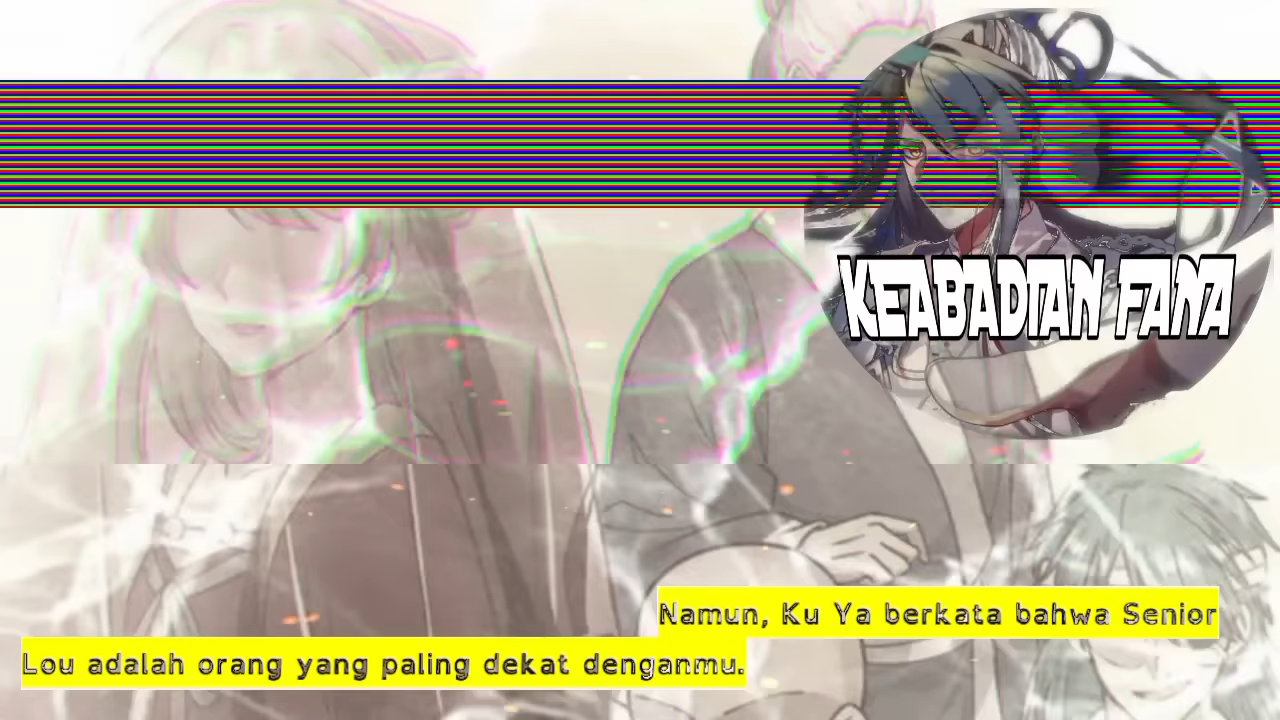 KEABADIAN FANA
Namun, Ku Ya berkata bahwa Senior
Lou adalah orang yang paling dekat denganmu.